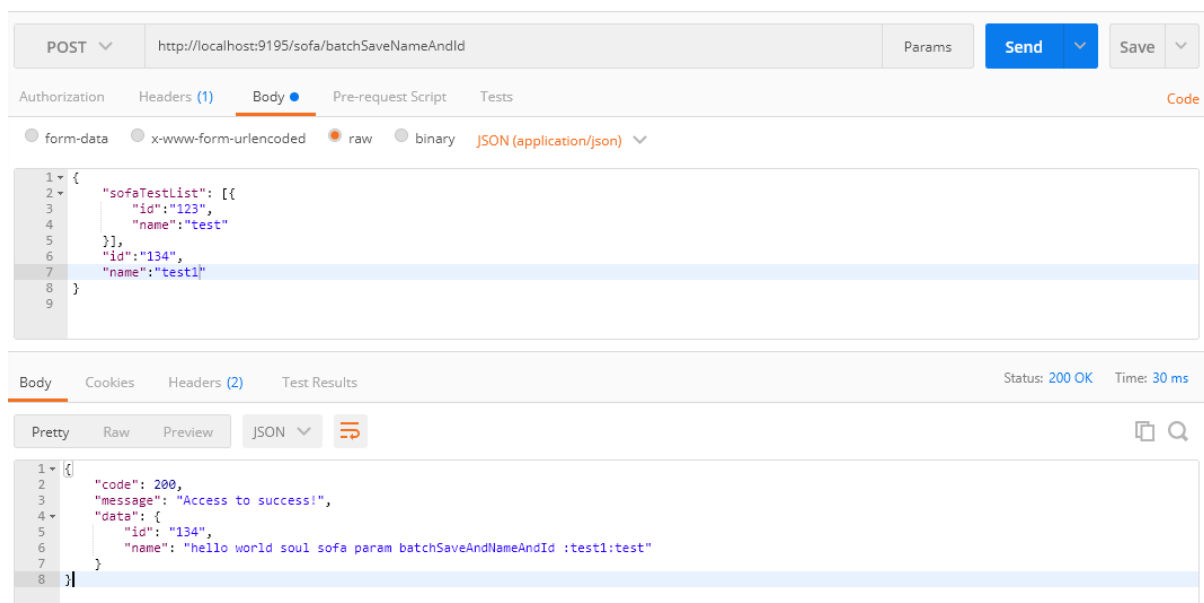 POST http://localhost:9195/sofa/batchSaveNameAndId Params Send Save
Authorization Headers (1) Body Pre-request Script Tests Code
form-data x-www-form-urlencoded raw binary JSON (application/json)
1 {
2 "sofaTestList": [{
3 "id":"123",
4 "name":"test"
5 }],
6 "id":"134",
7 "name":"test1"
8 }
9
Body Cookies Headers (2) Test Results Status: 200 OK Time: 30 ms
Pretty Raw Preview JSON
1 {
2 "code": 200,
3 "message": "Access to success!",
4 "data": {
5 "id": "134",
6 "name": "hello world soul sofa param batchSaveAndNameAndId :test1:test"
7 }
8 }